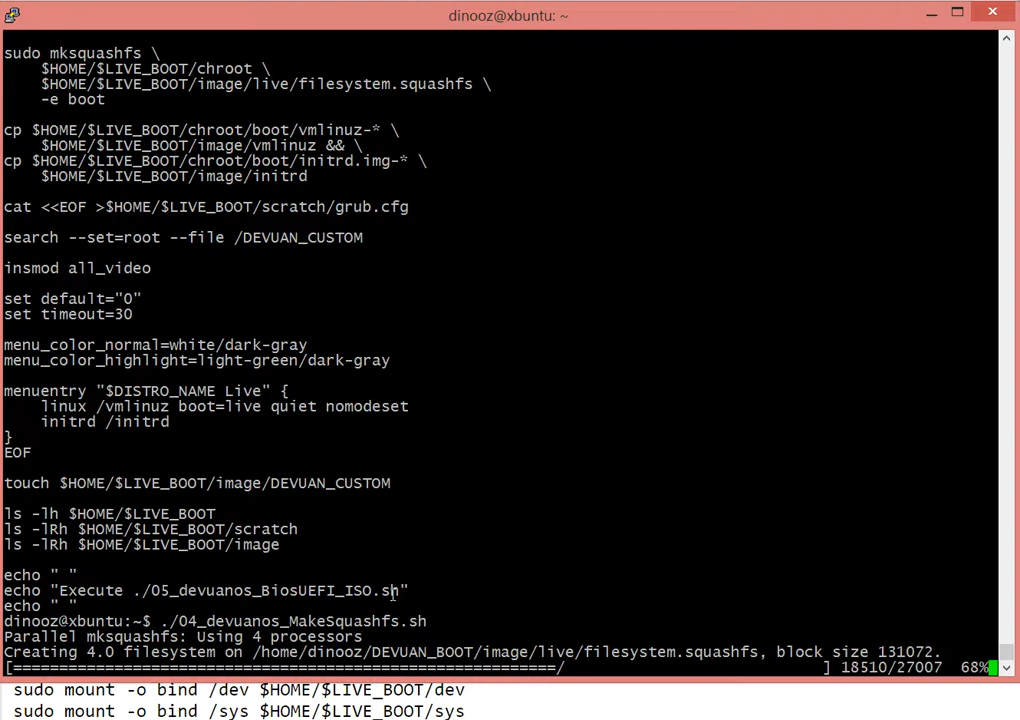 dinooz@xbuntu: ~
sudo mksquashfs \
$HOME/$LIVE_BOOT/chroot \
$HOME/$LIVE_BOOT/image/live/filesystem.squashfs \
-e boot
cp $HOME/$LIVE_BOOT/chroot/boot/vmlinuz-* \
$HOME/$LIVE_BOOT/image/vmlinuz && \
cp $HOME/$LIVE_BOOT/chroot/boot/initrd.img-* \
$HOME/$LIVE_BOOT/image/initrd
cat <<EOF >$HOME/$LIVE_BOOT/scratch/grub.cfg
search --set=root --file /DEVUAN_CUSTOM
insmod all_video
set default="0"
set timeout=30
menu_color_normal=white/dark-gray
menu_color_highlight=light-green/dark-gray
menuentry "$DISTRO_NAME Live" {
linux /vmlinuz boot=live quiet nomodeset
initrd /initrd
}
EOF
touch $HOME/$LIVE_BOOT/image/DEVUAN_CUSTOM
ls -lh $HOME/$LIVE_BOOT
ls -lRh $HOME/$LIVE_BOOT/scratch
ls -lRh $HOME/$LIVE_BOOT/image
echo " "
echo "Execute ./05_devuanos_BiosUEFI_ISO.sh"
echo " "
dinooz@xbuntu:~$ ./04_devuanos_MakeSquashfs.sh
Parallel mksquashfs: Using 4 processors
Creating 4.0 filesystem on /home/dinooz/DEVUAN_BOOT/image/live/filesystem.squashfs, block size 131072.
[===========================================================/ ] 18510/27007 68%
sudo mount -o bind /dev $HOME/$LIVE_BOOT/dev
sudo mount -o bind /sys $HOME/$LIVE_BOOT/sys